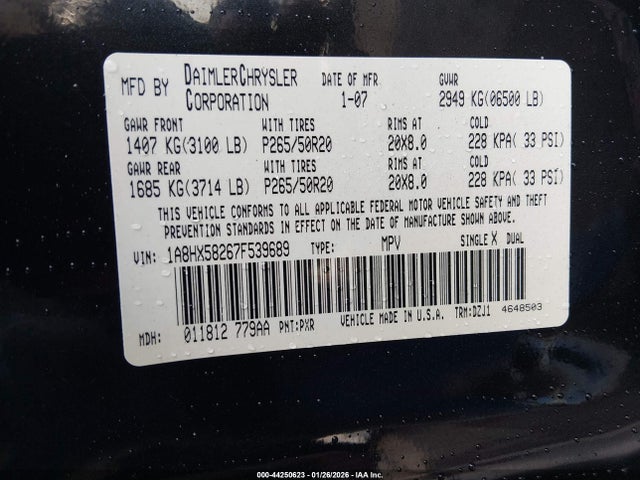 MFD BY DAIMLERCHRYSLER CORPORATION
DATE OF MFR 1-07
GVWR 2949 KG(06500 LB)
GAWR FRONT WITH TIRES RIMS AT COLD
1407 KG(3100 LB) P265/50R20 20X8.0 228 KPA( 33 PSI)
GAWR REAR WITH TIRES RIMS AT COLD
1685 KG(3714 LB) P265/50R20 20X8.0 228 KPA( 33 PSI)
THIS VEHICLE CONFORMS TO ALL APPLICABLE FEDERAL MOTOR VEHICLE SAFETY AND THEFT
PREVENTION STANDARDS IN EFFECT ON THE DATE OF MANUFACTURE SHOWN ABOVE.
VIN: 1A8HX58267F539689 TYPE: MPV SINGLE X DUAL
MDH: 011812 779AA PNT:PXR VEHICLE MADE IN U.S.A. TRM:DZJ1 4648503
000-44250623 - 01/26/2026 - IAA Inc.